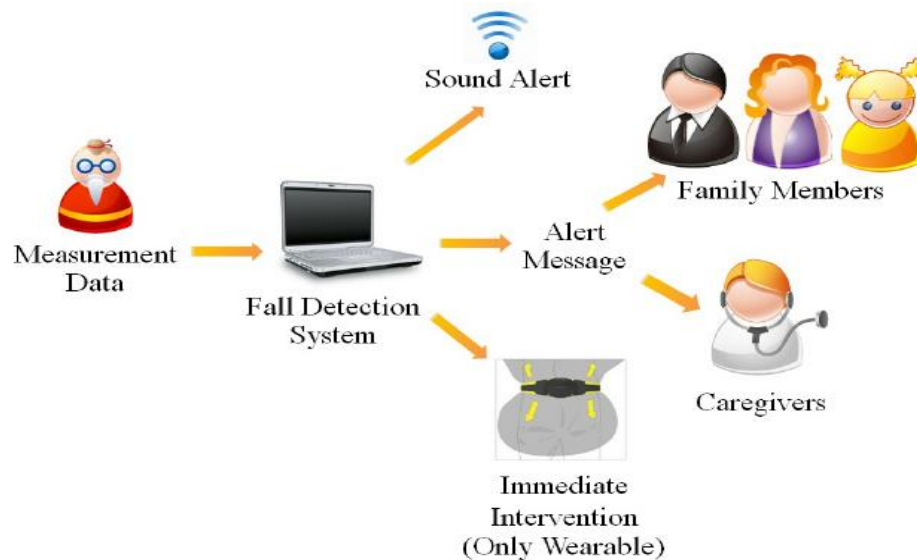 Sound Alert
Family Members
Measurement
Data
Fall Detection
System
Alert
Message
Caregivers
Immediate
Intervention
(Only Wearable)